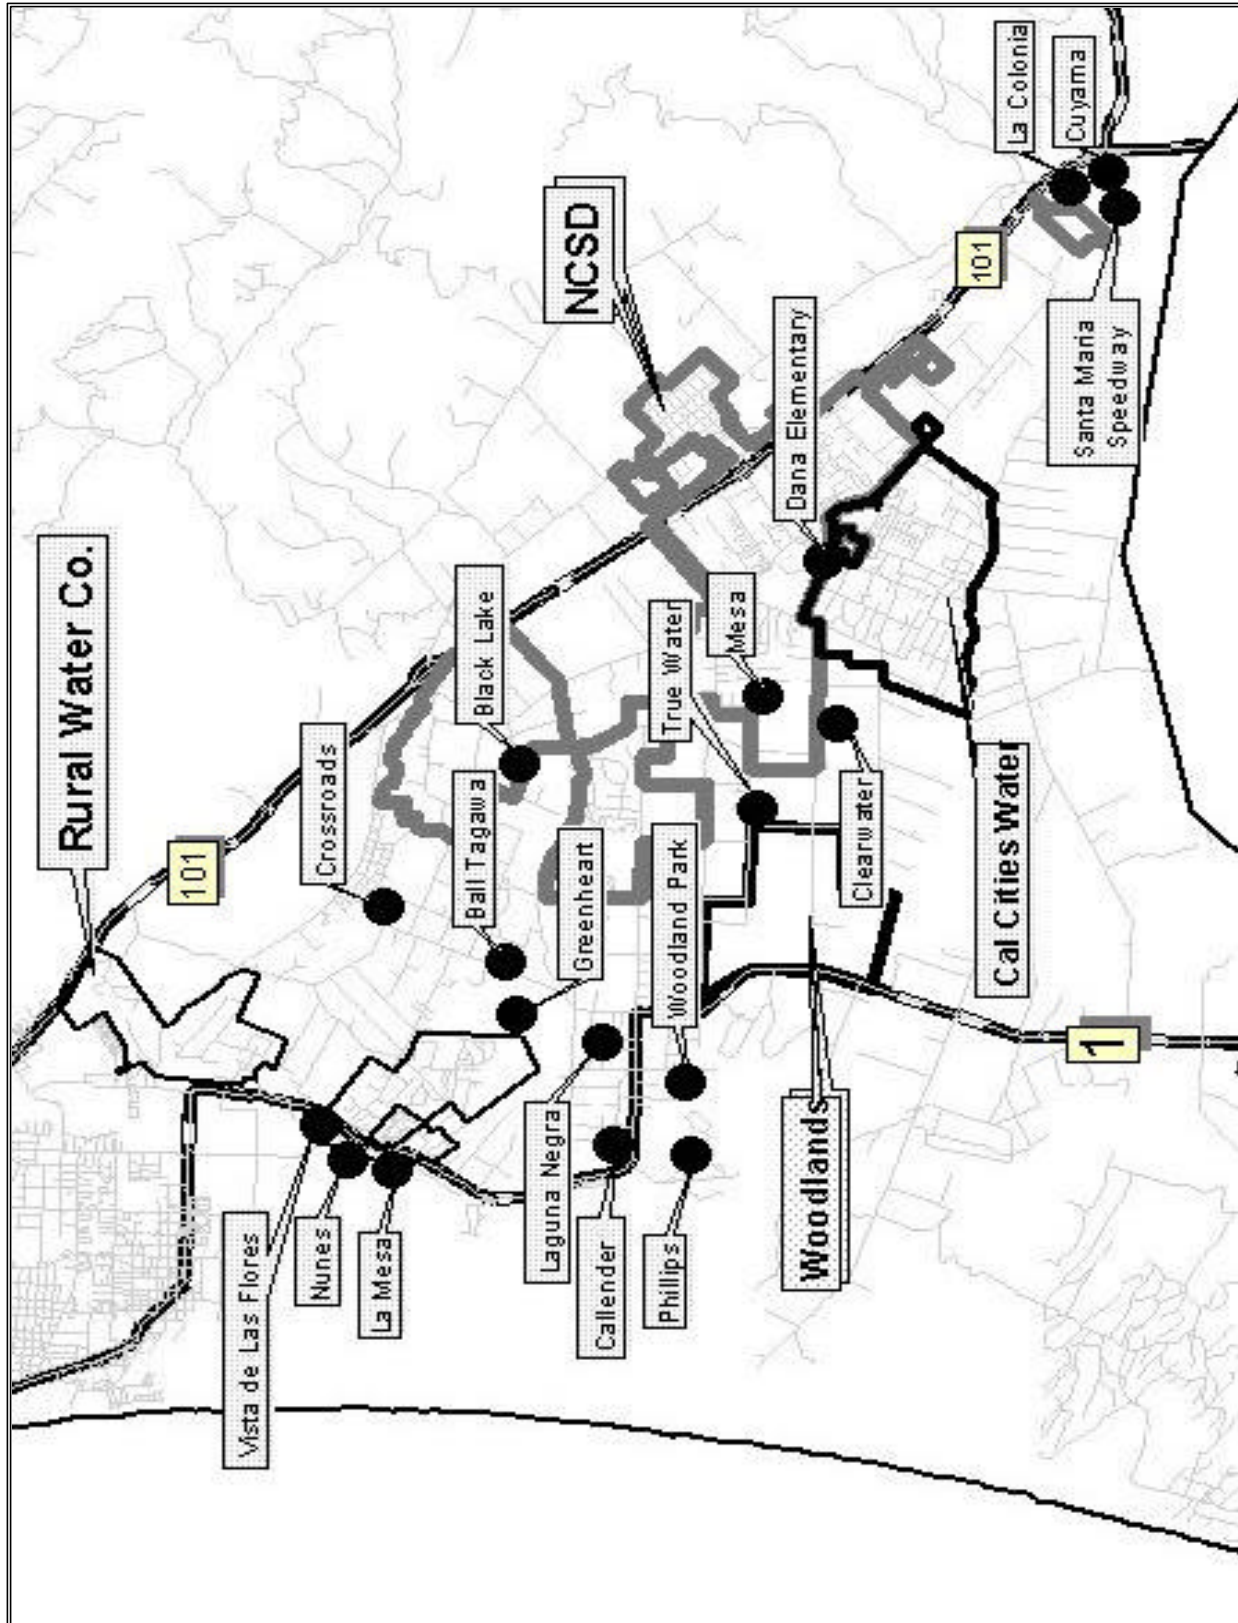 Rural Water Co.
101
Crossroads
Black Lake
Ball Tagawa
Greenheart
NCSD
Vista de Las Flores
Nunes
La Mesa
Laguna Negra
Callender
Phillips
Woodland Park
True Water
Mesa
Dana Elementary
101
La Colonia
Cuyama
Santa Maria
Speedway
Clearwater
Cal Cities Water
Woodlands
1